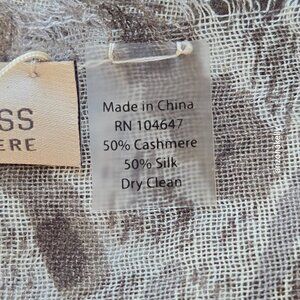 SS
ERE
Made in China
RN 104647
50% Cashmere
50% Silk
Dry Clean